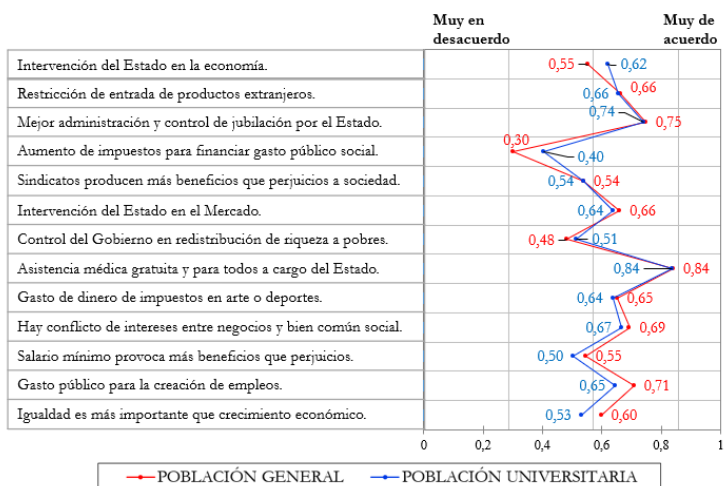 Muy en desacuerdo
Muy de acuerdo
Intervención del Estado en la economía.
0,55
0,62
Restricción de entrada de productos extranjeros.
0,66
0,66
Mejor administración y control de jubilación por el Estado.
0,74
0,75
Aumento de impuestos para financiar gasto público social.
0,30
0,40
Sindicatos producen más beneficios que perjuicios a sociedad.
0,54
0,54
Intervención del Estado en el Mercado.
0,64
0,66
Control del Gobierno en redistribución de riqueza a pobres.
0,48
0,51
Asistencia médica gratuita y para todos a cargo del Estado.
0,84
0,84
Gasto de dinero de impuestos en arte o deportes.
0,64
0,65
Hay conflicto de intereses entre negocios y bien común social.
0,67
0,69
Salario mínimo provoca más beneficios que perjuicios.
0,50
0,55
Gasto público para la creación de empleos.
0,65
0,71
Igualdad es más importante que crecimiento económico.
0,53
0,60
0 0,2 0,4 0,6 0,8 1
POBLACIÓN GENERAL POBLACIÓN UNIVERSITARIA